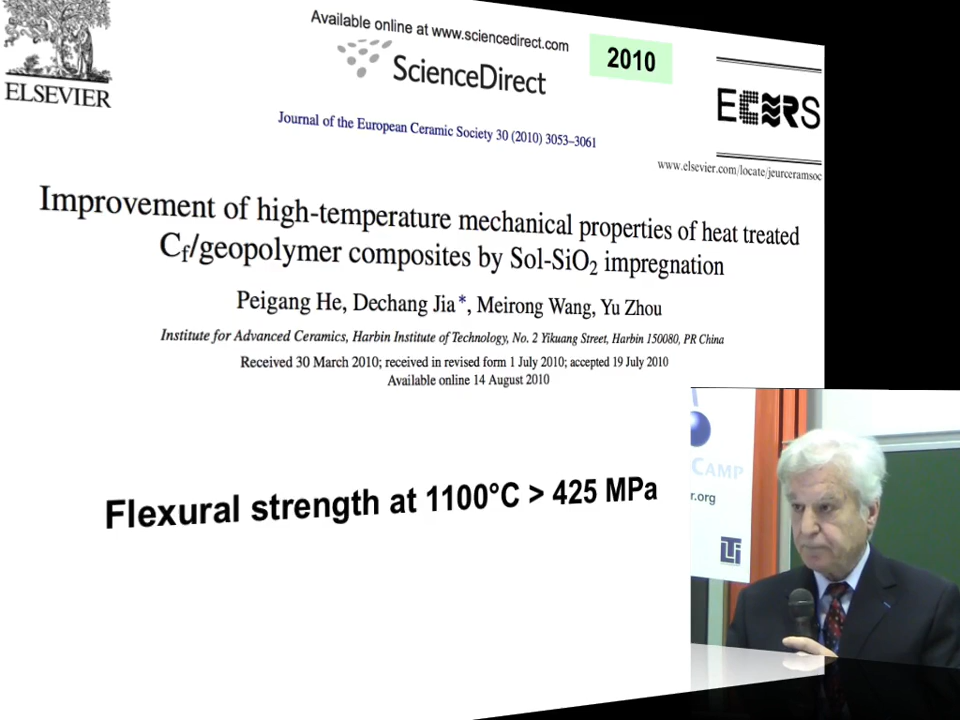 Available online at www.sciencedirect.com
2010
ScienceDirect
ELSEVIER
ECERS
Journal of the European Ceramic Society 30 (2010) 3053–3061
www.elsevier.com/locate/jeurceramsoc
Improvement of high-temperature mechanical properties of heat treated
Cf/geopolymer composites by Sol-SiO2 impregnation
Peigang He, Dechang Jia*, Meirong Wang, Yu Zhou
Institute for Advanced Ceramics, Harbin Institute of Technology, No. 2 Yikuang Street, Harbin 150080, PR China
Received 30 March 2010; received in revised form 1 July 2010; accepted 19 July 2010
Available online 14 August 2010
Flexural strength at 1100°C > 425 MPa
CAMP
r.org